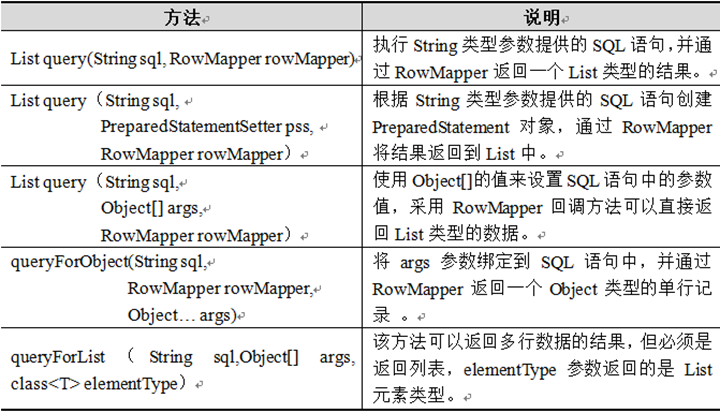 方法
说明
List query(String sql, RowMapper rowMapper)
执行 String 类型参数提供的 SQL 语句,并通
过 RowMapper 返回一个 List 类型的结果。
List query（String sql,
PreparedStatementSetter pss,
RowMapper rowMapper）
根据 String 类型参数提供的 SQL 语句创建
PreparedStatement 对象，通过 RowMapper
将结果返回到 List 中。
List query（String sql,
Object[] args,
RowMapper rowMapper）
使用 Object[]的值来设置 SQL 语句中的参数
值，采用 RowMapper 回调方法可以直接返
回 List 类型的数据。
queryForObject(String sql,
RowMapper rowMapper,
Object… args)
将 args 参数绑定到 SQL 语句中，并通过
RowMapper 返回一个 Object 类型的单行记
录 。
queryForList （ String sql,Object[] args,
class<T> elementType）
该方法可以返回多行数据的结果，但必须是
返回列表，elementType 参数返回的是 List
元素类型。